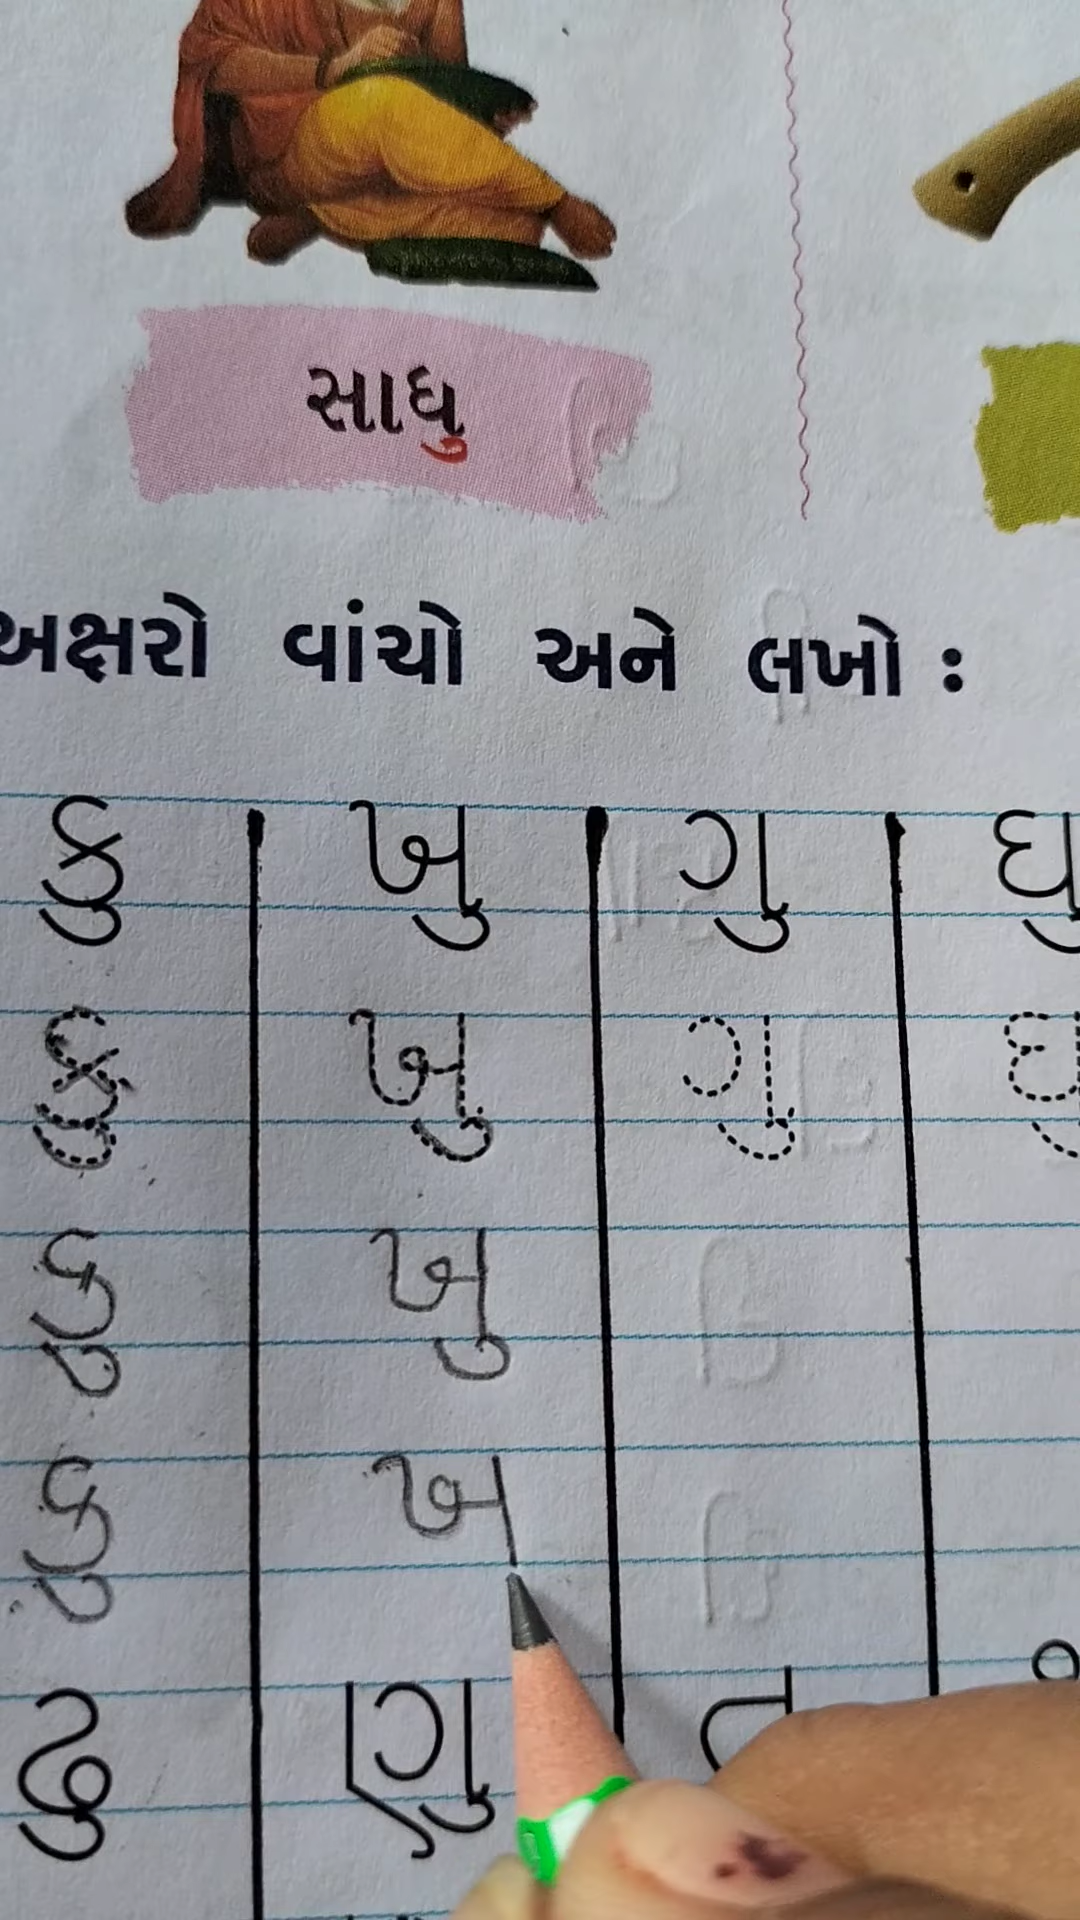 સાધુ
અક્ષરો વાંચો અને લખો :
કુ ખુ ગુ ઘુ
કુ ખુ ગુ ઘુ
કુ ખુ
કુ ખ
ઢુ ણુ